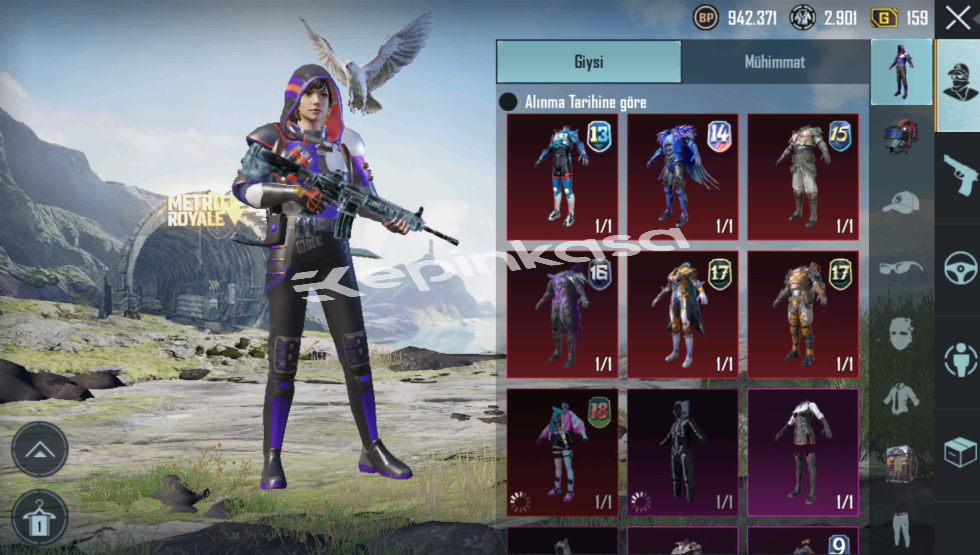 BP 942.371 2.901 G 159
Giysi Mühimmat
Alınma Tarihine göre
METRO
ROYALE
13 14 15
1/1 1/1 1/1
kepinkasa
16 17 17
1/1 1/1 1/1
18
1/1 1/1 1/1
9